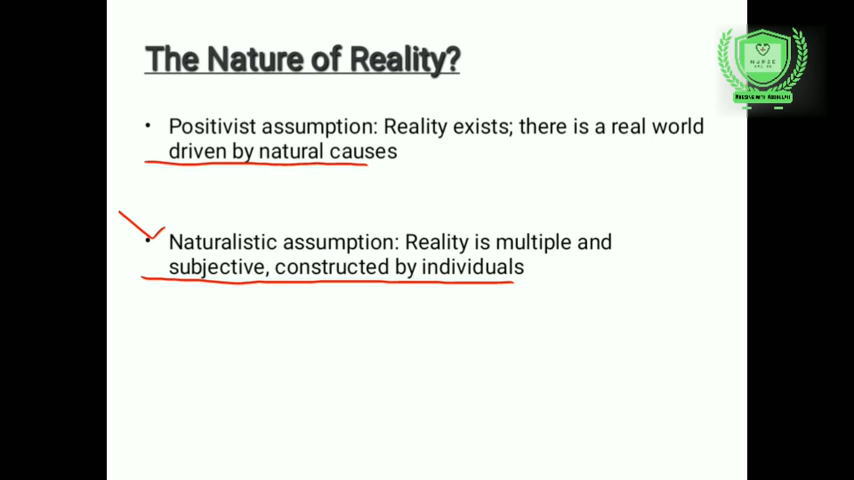 The Nature of Reality?
• Positivist assumption: Reality exists; there is a real world
driven by natural causes
• Naturalistic assumption: Reality is multiple and
subjective, constructed by individuals